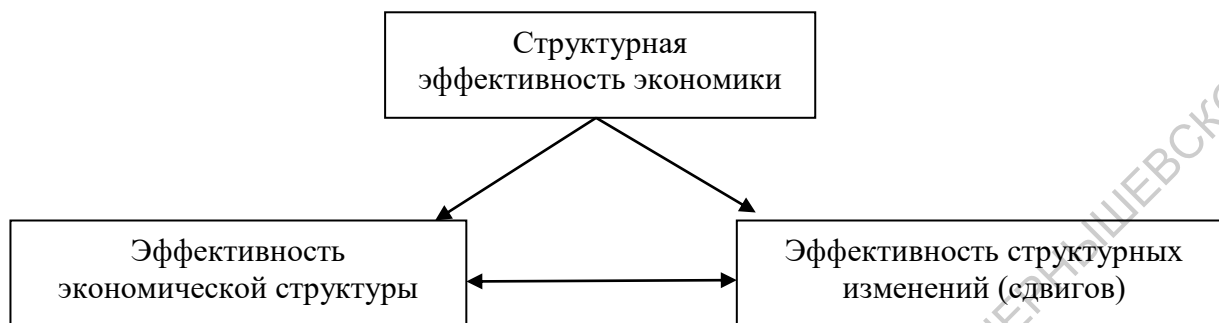 Структурная
эффективность экономики
Эффективность
экономической структуры
Эффективность структурных
изменений (сдвигов)